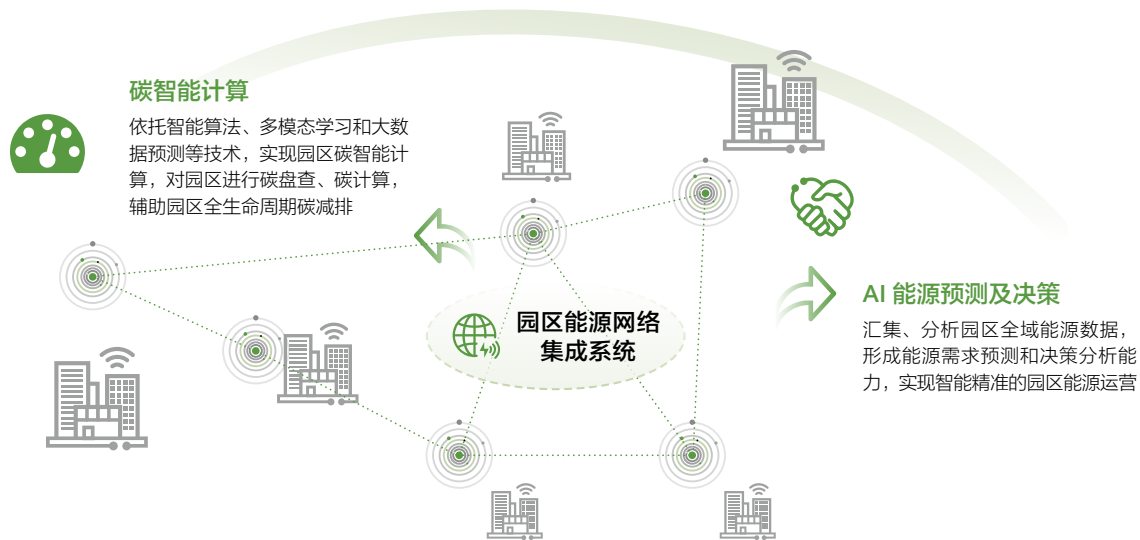 碳智能计算
依托智能算法、多模态学习和大数
据预测等技术，实现园区碳智能计
算，对园区进行碳盘查、碳计算，
辅助园区全生命周期碳减排
园区能源网络
集成系统
AI 能源预测及决策
汇集、分析园区全域能源数据，
形成能源需求预测和决策分析能
力，实现智能精准的园区能源运营